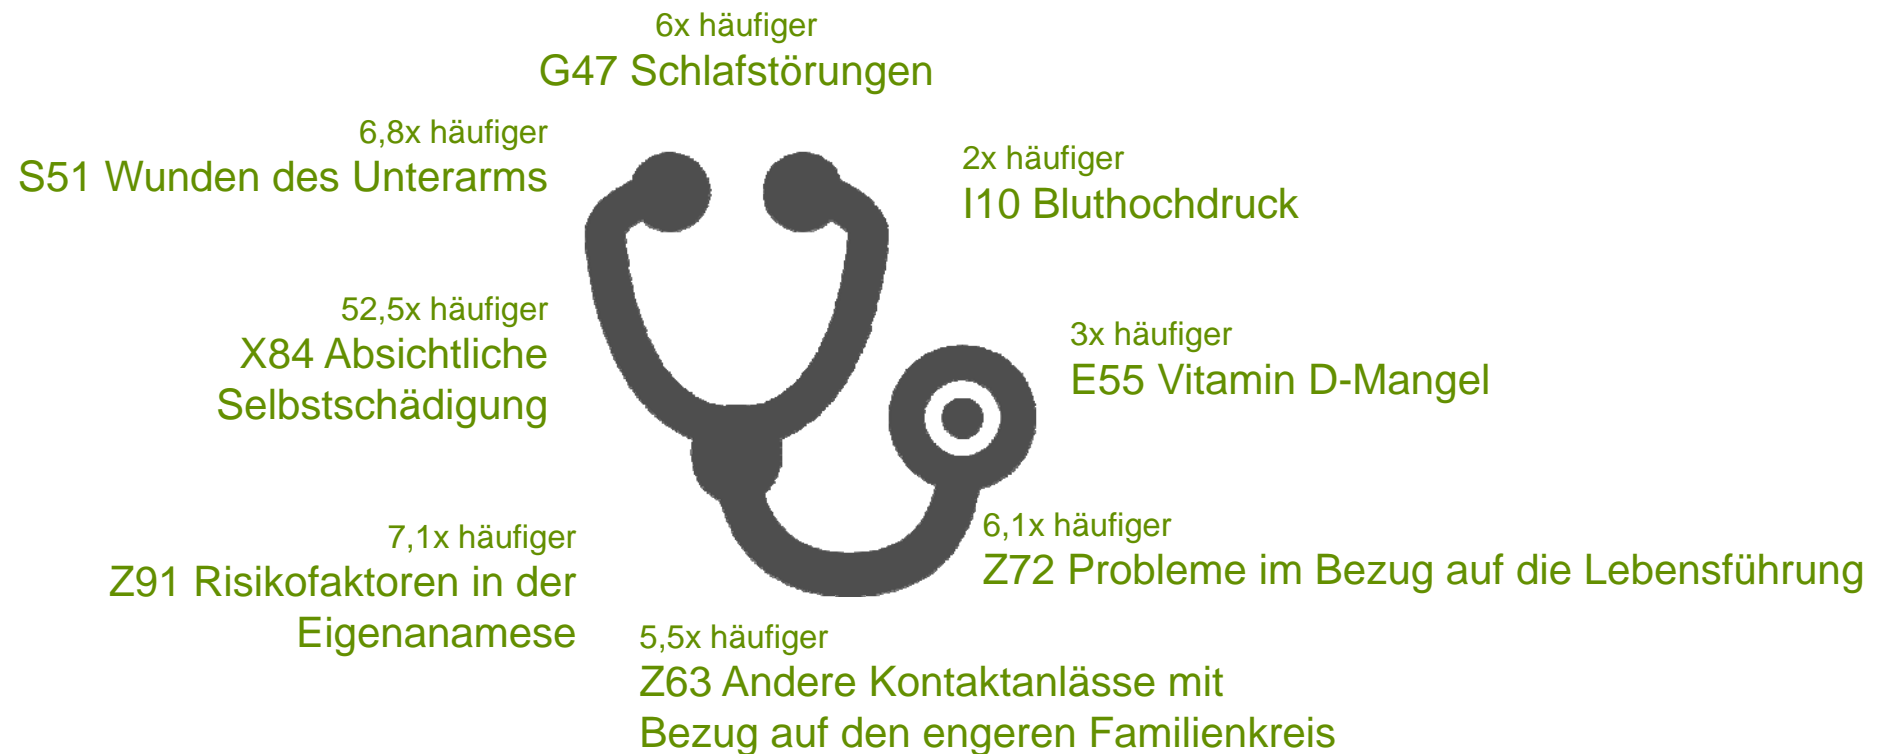 6x häufiger
G47 Schlafstörungen
6,8x häufiger
S51 Wunden des Unterarms
2x häufiger
I10 Bluthochdruck
52,5x häufiger
X84 Absichtliche
Selbstschädigung
3x häufiger
E55 Vitamin D-Mangel
7,1x häufiger
Z91 Risikofaktoren in der
Eigenanamese
6,1x häufiger
Z72 Probleme im Bezug auf die Lebensführung
5,5x häufiger
Z63 Andere Kontaktanlässe mit
Bezug auf den engeren Familienkreis